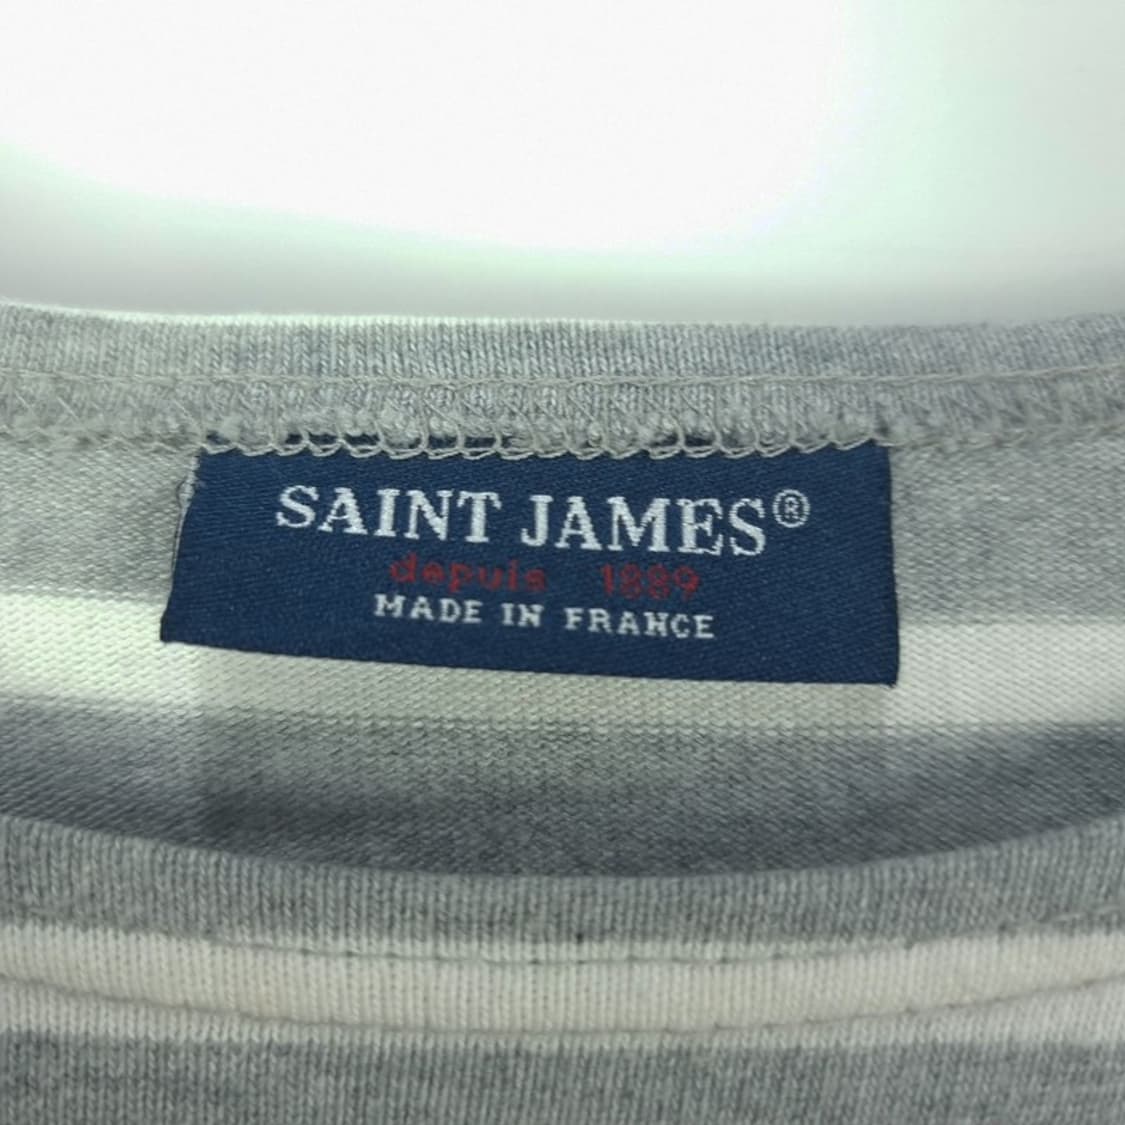 SAINT JAMES®
depuis 1889
MADE IN FRANCE